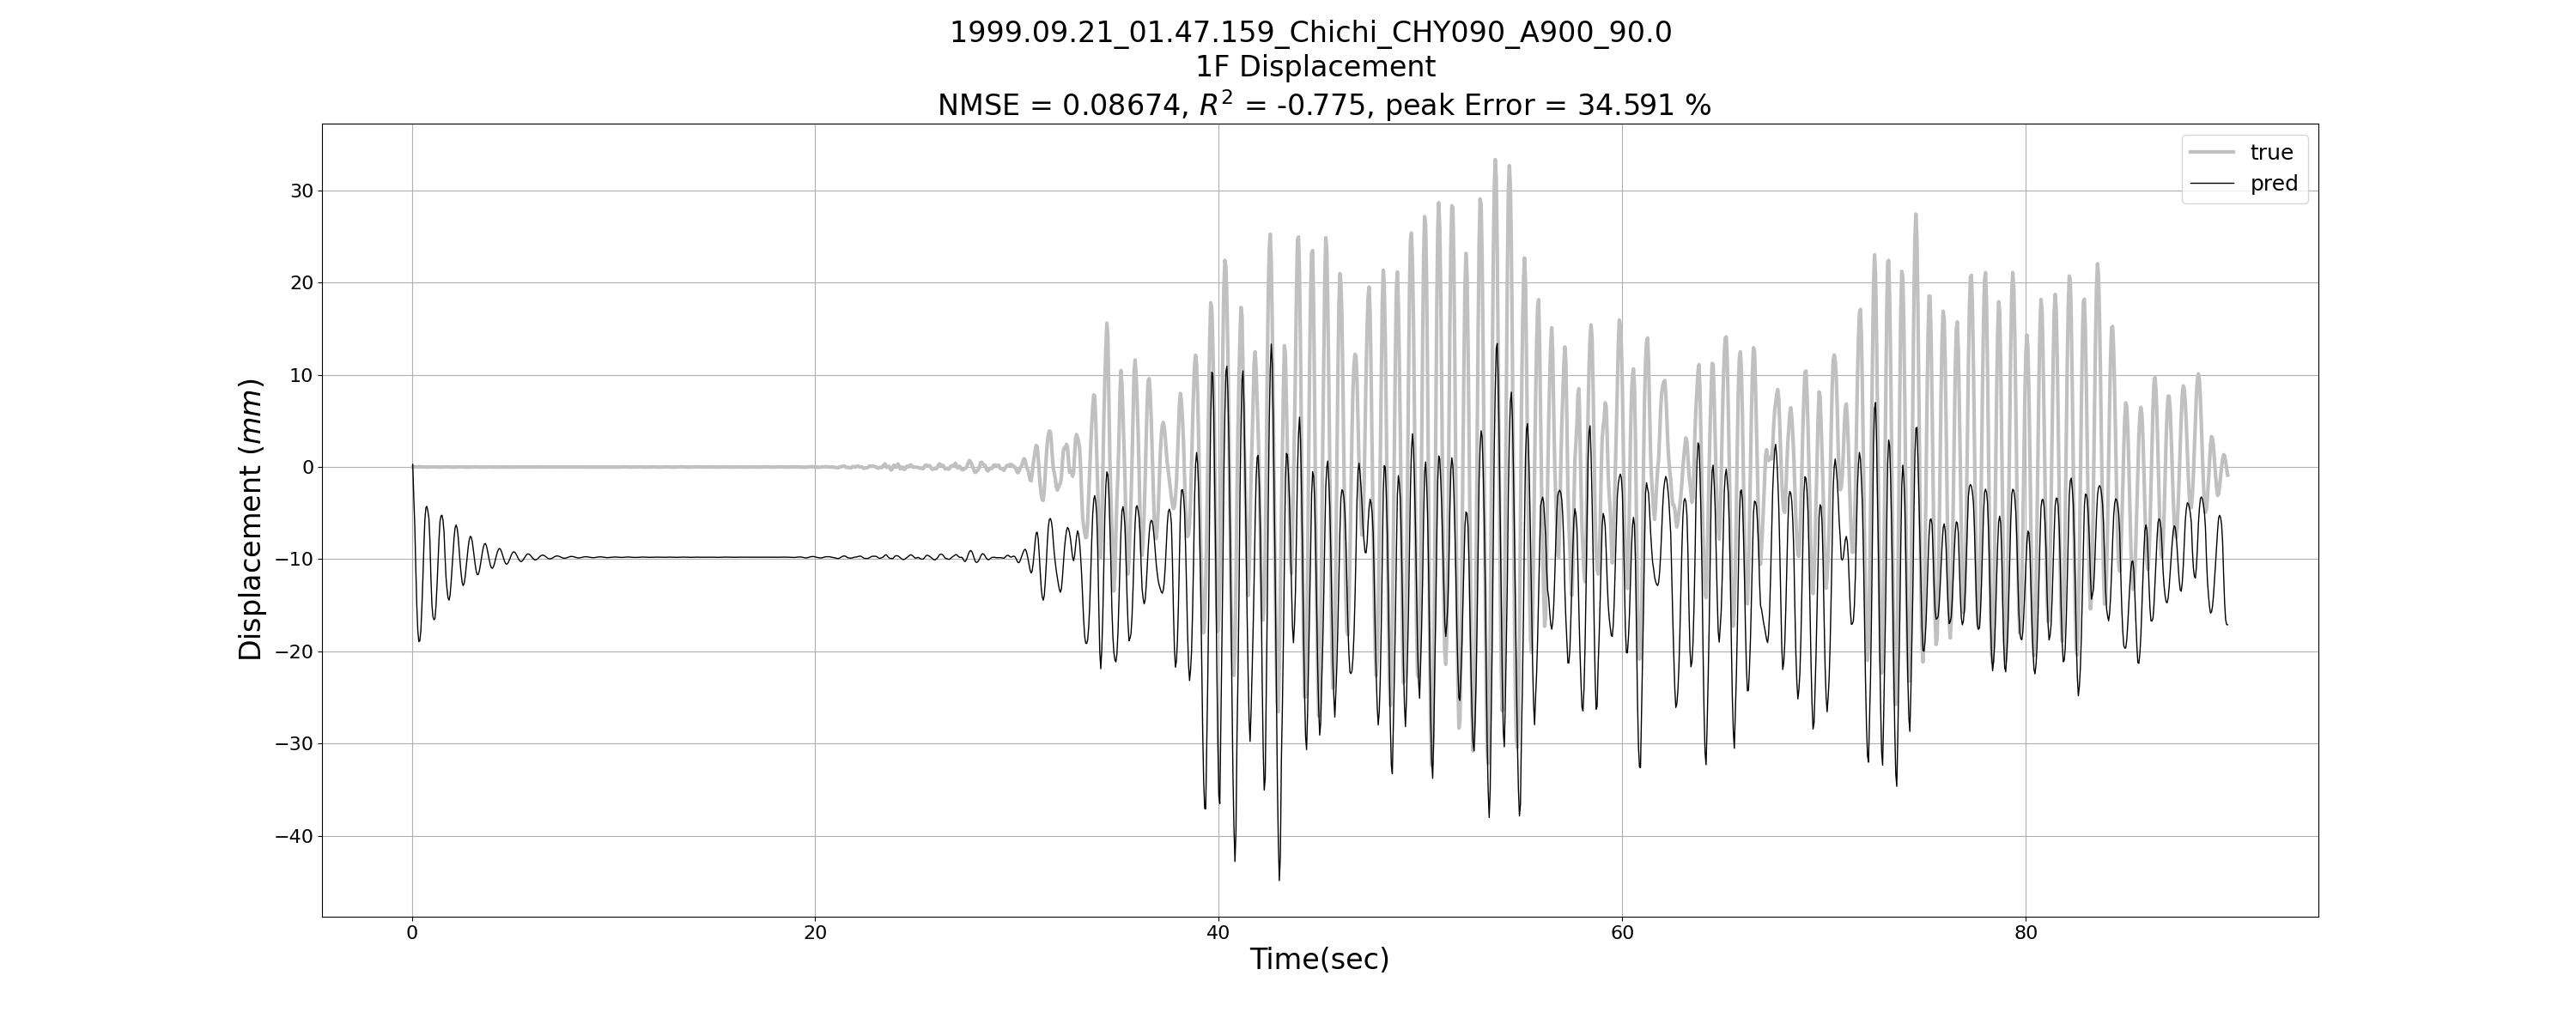 1999.09.21_01.47.159_Chichi_CHY090_A900_90.0
1F Displacement
NMSE = 0.08674, R² = -0.775, peak Error = 34.591 %
true
pred
Displacement (mm)
30
20
10
0
−10
−20
−30
−40
0
20
40
60
80
Time(sec)